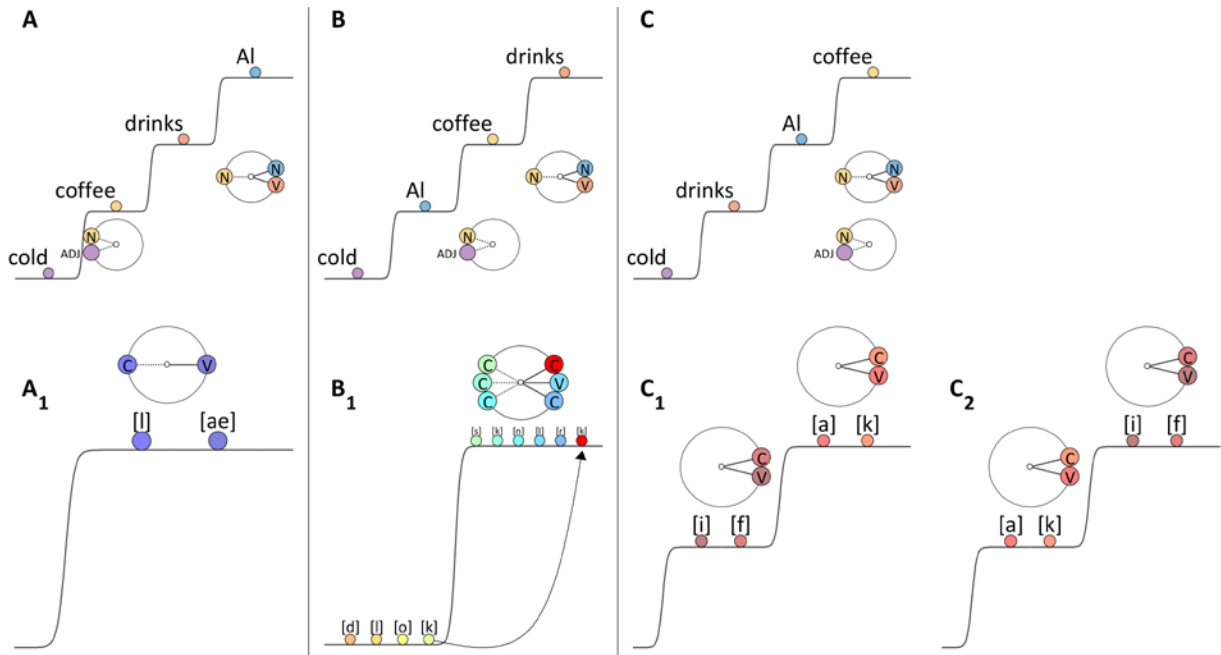 A
Al
drinks
coffee
cold
N
N
V
N
ADJ
B
drinks
coffee
Al
cold
N
N
V
N
ADJ
C
coffee
Al
drinks
cold
N
N
V
N
ADJ
A1
C
V
[l]
[ae]
B1
C
C
C
V
C
C
[s] [k] [n] [l] [r] [k]
[d] [l] [o] [k]
C1
C
V
[a] [k]
C
V
[i] [f]
C2
C
V
[i] [f]
C
V
[a] [k]